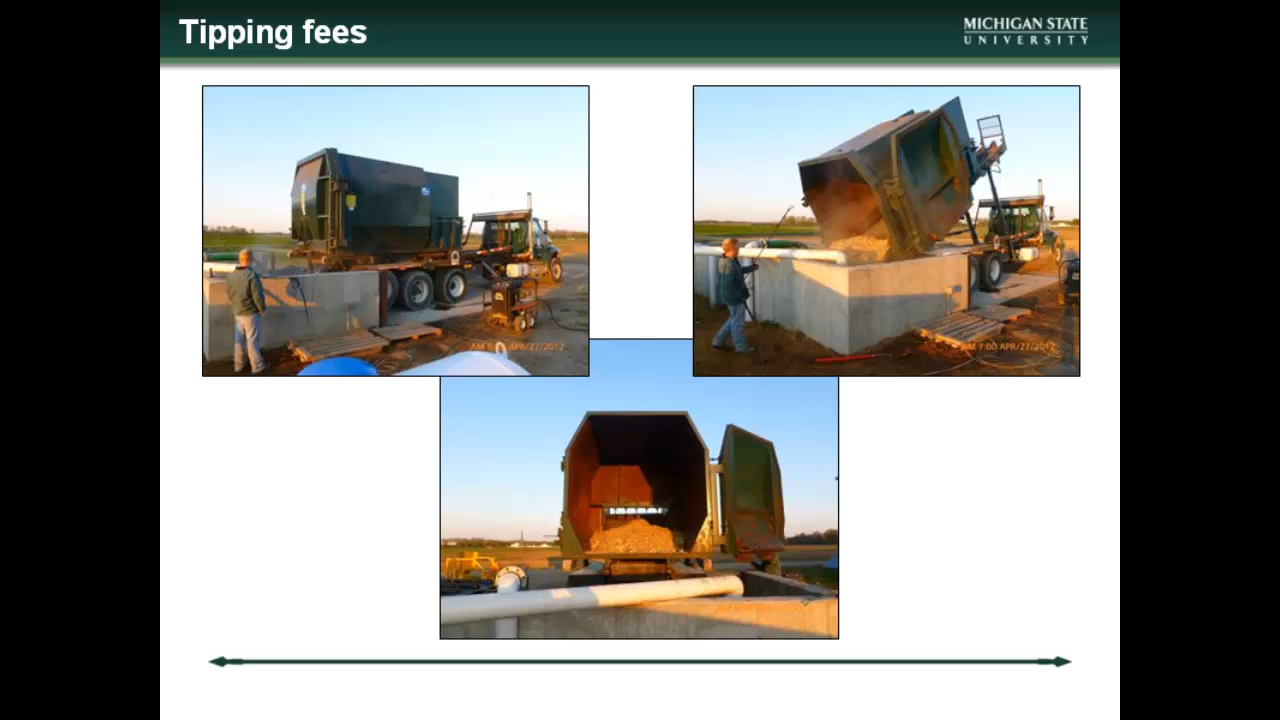 Tipping fees
MICHIGAN STATE
UNIVERSITY
APR/27/2012
AM 7:00 APR/27/2012